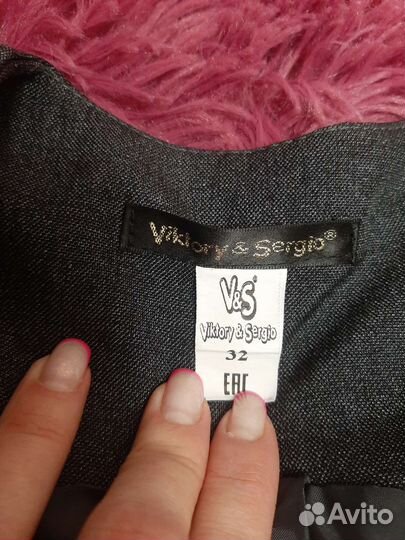 Viktory & Sergio®
V&S®
Viktory & Sergio
32
EAC
Avito